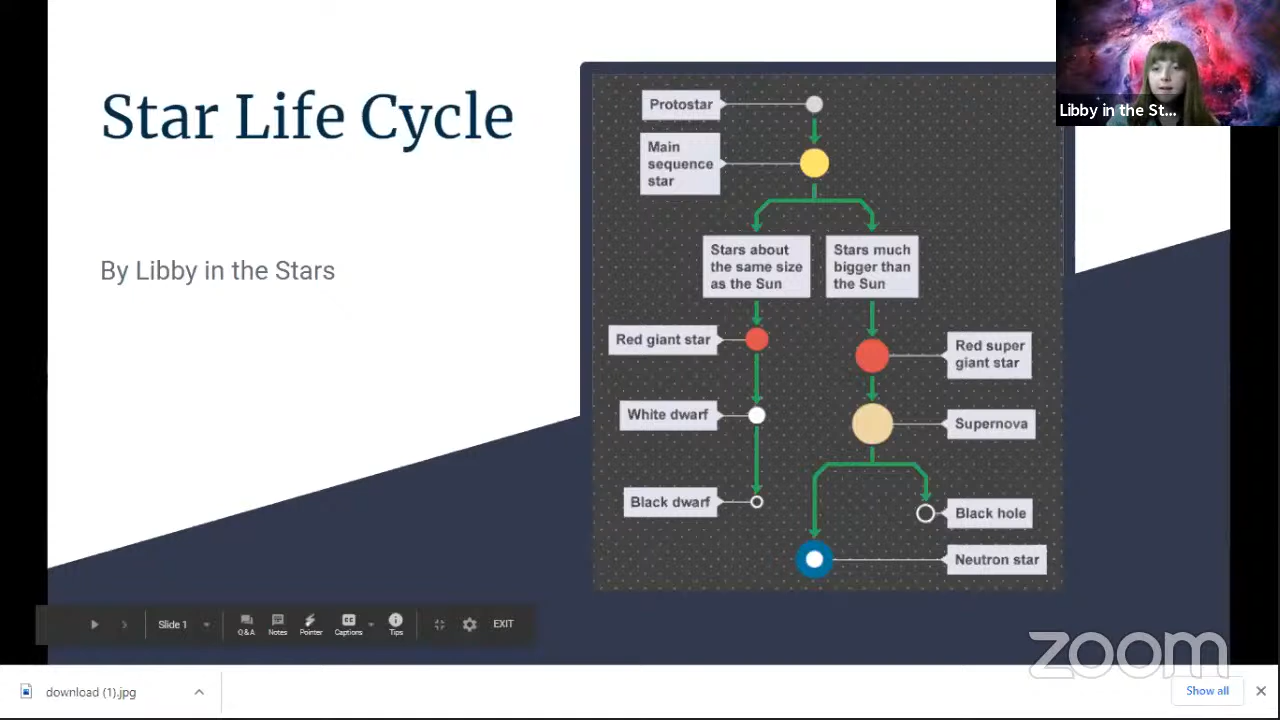 Star Life Cycle
By Libby in the Stars
Protostar
Main
sequence
star
Stars about
the same size
as the Sun
Stars much
bigger than
the Sun
Red giant star
Red super
giant star
White dwarf
Supernova
Black dwarf
Black hole
Neutron star
Libby in the St...
Slide 1
Q&A
Notes
Pointer
CC
Captions
Tips
EXIT
zoom
download (1).jpg
Show all